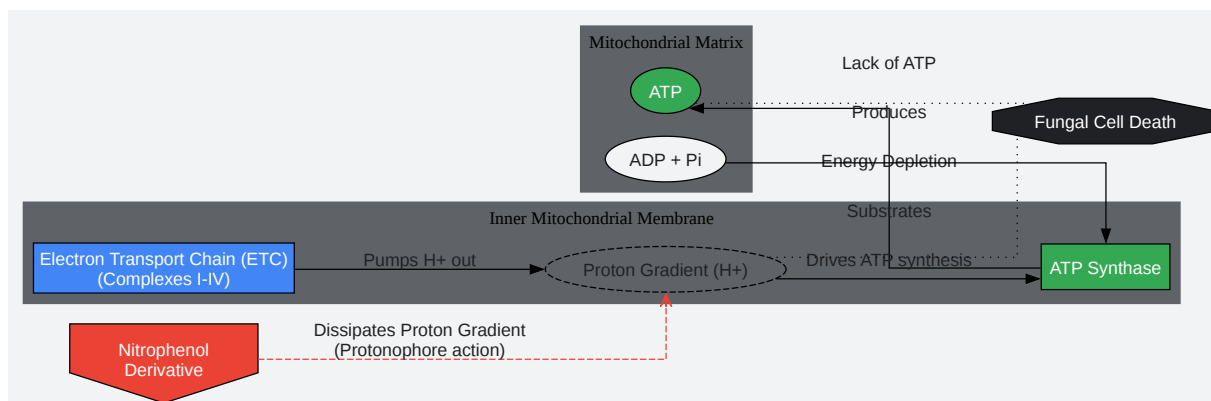 Mitochondrial Matrix
Lack of ATP
ATP
Produces
Fungal Cell Death
ADP + Pi
Energy Depletion
Substrates
Inner Mitochondrial Membrane
Electron Transport Chain (ETC)
(Complexes I-IV)
Pumps H+ out
Proton Gradient (H+)
Drives ATP synthesis
ATP Synthase
Dissipates Proton Gradient
(Protonophore action)
Nitrophenol
Derivative